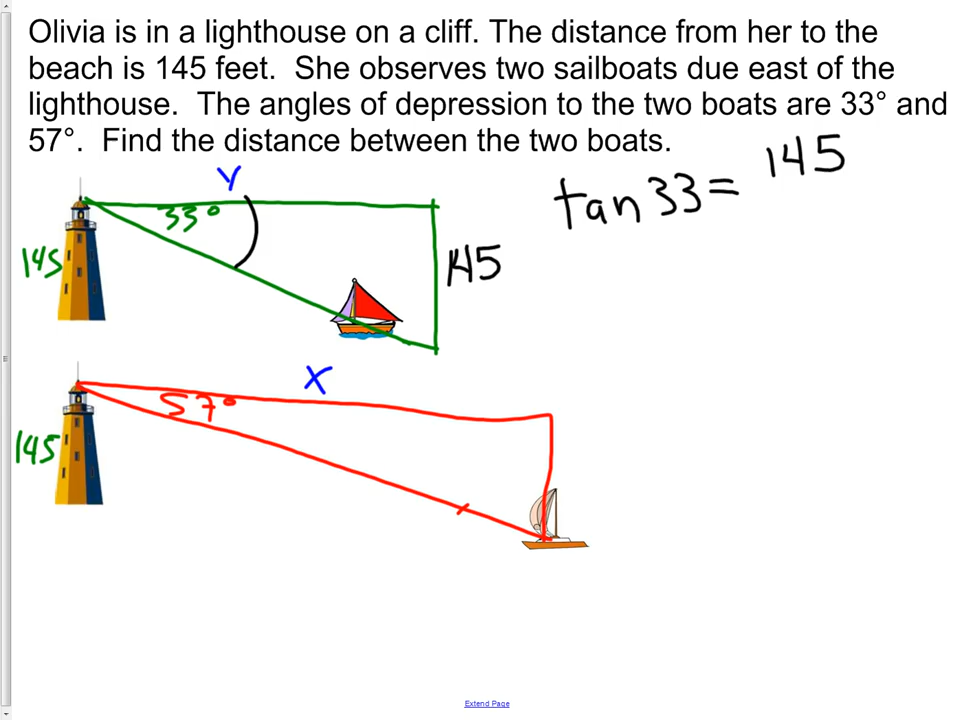 Olivia is in a lighthouse on a cliff. The distance from her to the
beach is 145 feet. She observes two sailboats due east of the
lighthouse. The angles of depression to the two boats are 33° and
57°. Find the distance between the two boats.
tan 33 = 145
Y
33°
145
145
X
57°
145
Extend Page